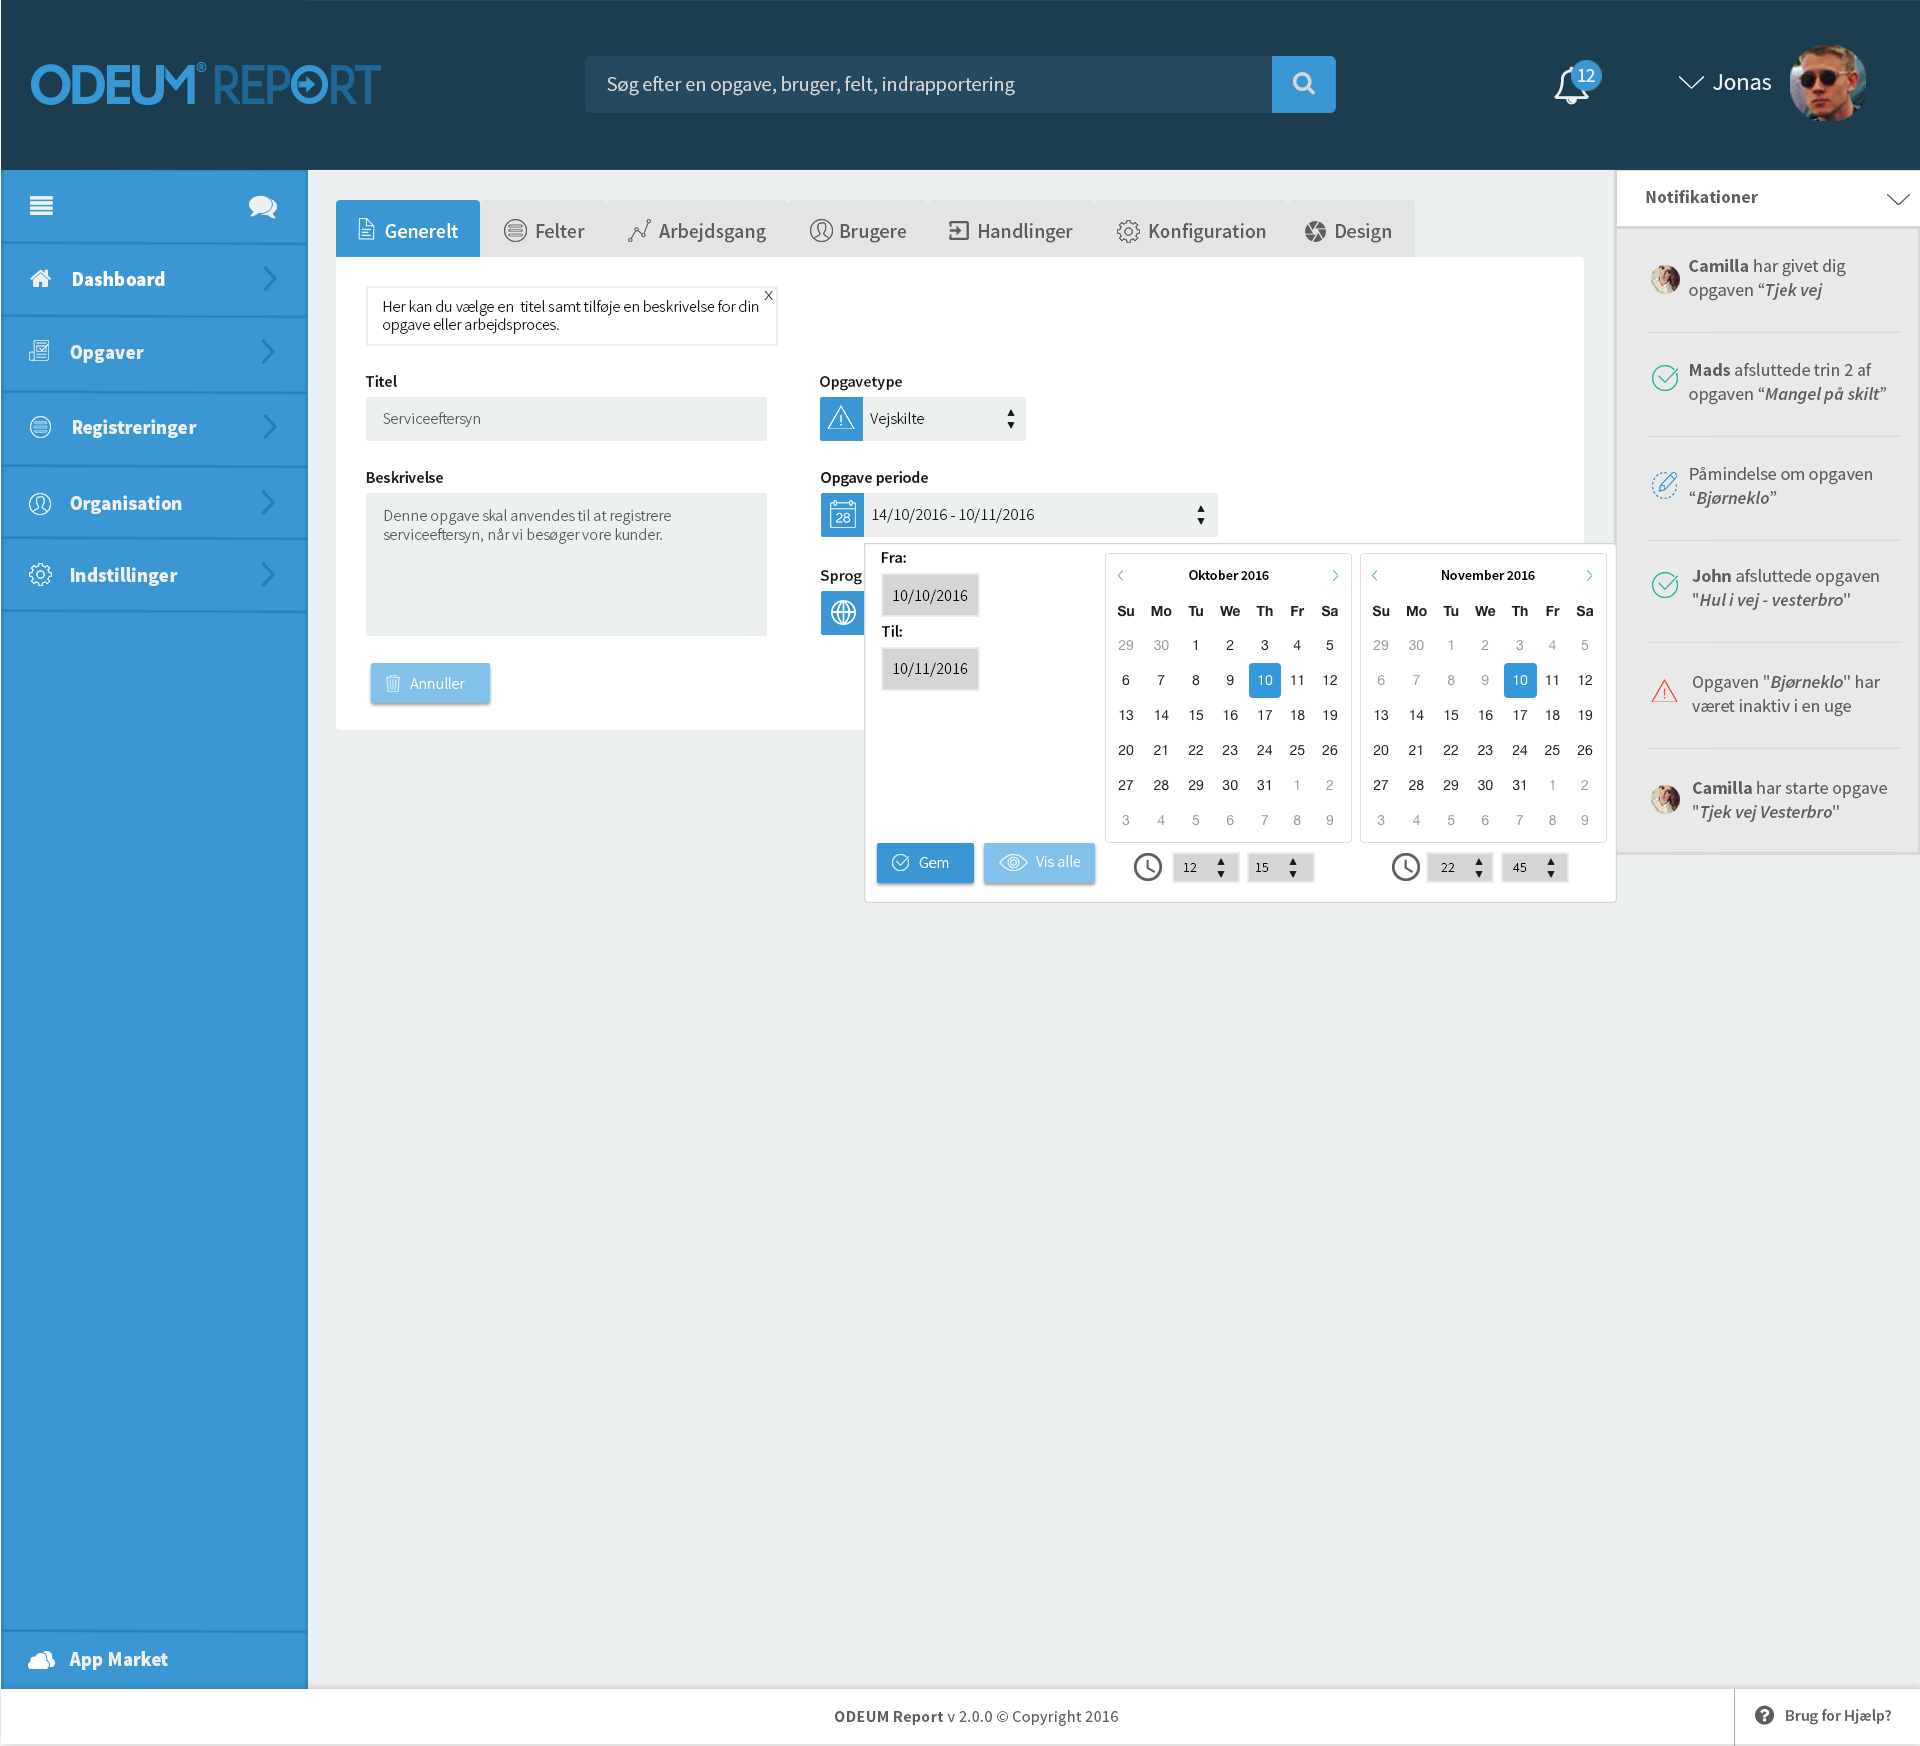 ODEUM® REPORT
Søg efter en opgave, bruger, felt, indrapportering
12
Jonas
Dashboard
Opgaver
Registreringer
Organisation
Indstillinger
App Market
Generelt
Felter
Arbejdsgang
Brugere
Handlinger
Konfiguration
Design
X
Her kan du vælge en  titel samt tilføje en beskrivelse for din
opgave eller arbejdsproces.
Titel
Serviceeftersyn
Beskrivelse
Denne opgave skal anvendes til at registrere
serviceeftersyn, når vi besøger vore kunder.
Annuller
Opgavetype
Vejskilte
Opgave periode
28
14/10/2016 - 10/11/2016
Sprog
Fra:
10/10/2016
Til:
10/11/2016
Gem
Vis alle
Oktober 2016
Su Mo Tu We Th Fr Sa
29 30 1 2 3 4 5
6 7 8 9 10 11 12
13 14 15 16 17 18 19
20 21 22 23 24 25 26
27 28 29 30 31 1 2
3 4 5 6 7 8 9
12 15
November 2016
Su Mo Tu We Th Fr Sa
29 30 1 2 3 4 5
6 7 8 9 10 11 12
13 14 15 16 17 18 19
20 21 22 23 24 25 26
27 28 29 30 31 1 2
3 4 5 6 7 8 9
22 45
Notifikationer
Camilla har givet dig
opgaven “Tjek vej
Mads afsluttede trin 2 af
opgaven “Mangel på skilt”
Påmindelse om opgaven
“Bjørneklo”
John afsluttede opgaven
"Hul i vej - vesterbro"
Opgaven "Bjørneklo" har
været inaktiv i en uge
Camilla har starte opgave
"Tjek vej Vesterbro"
ODEUM Report v 2.0.0 © Copyright 2016
Brug for Hjælp?